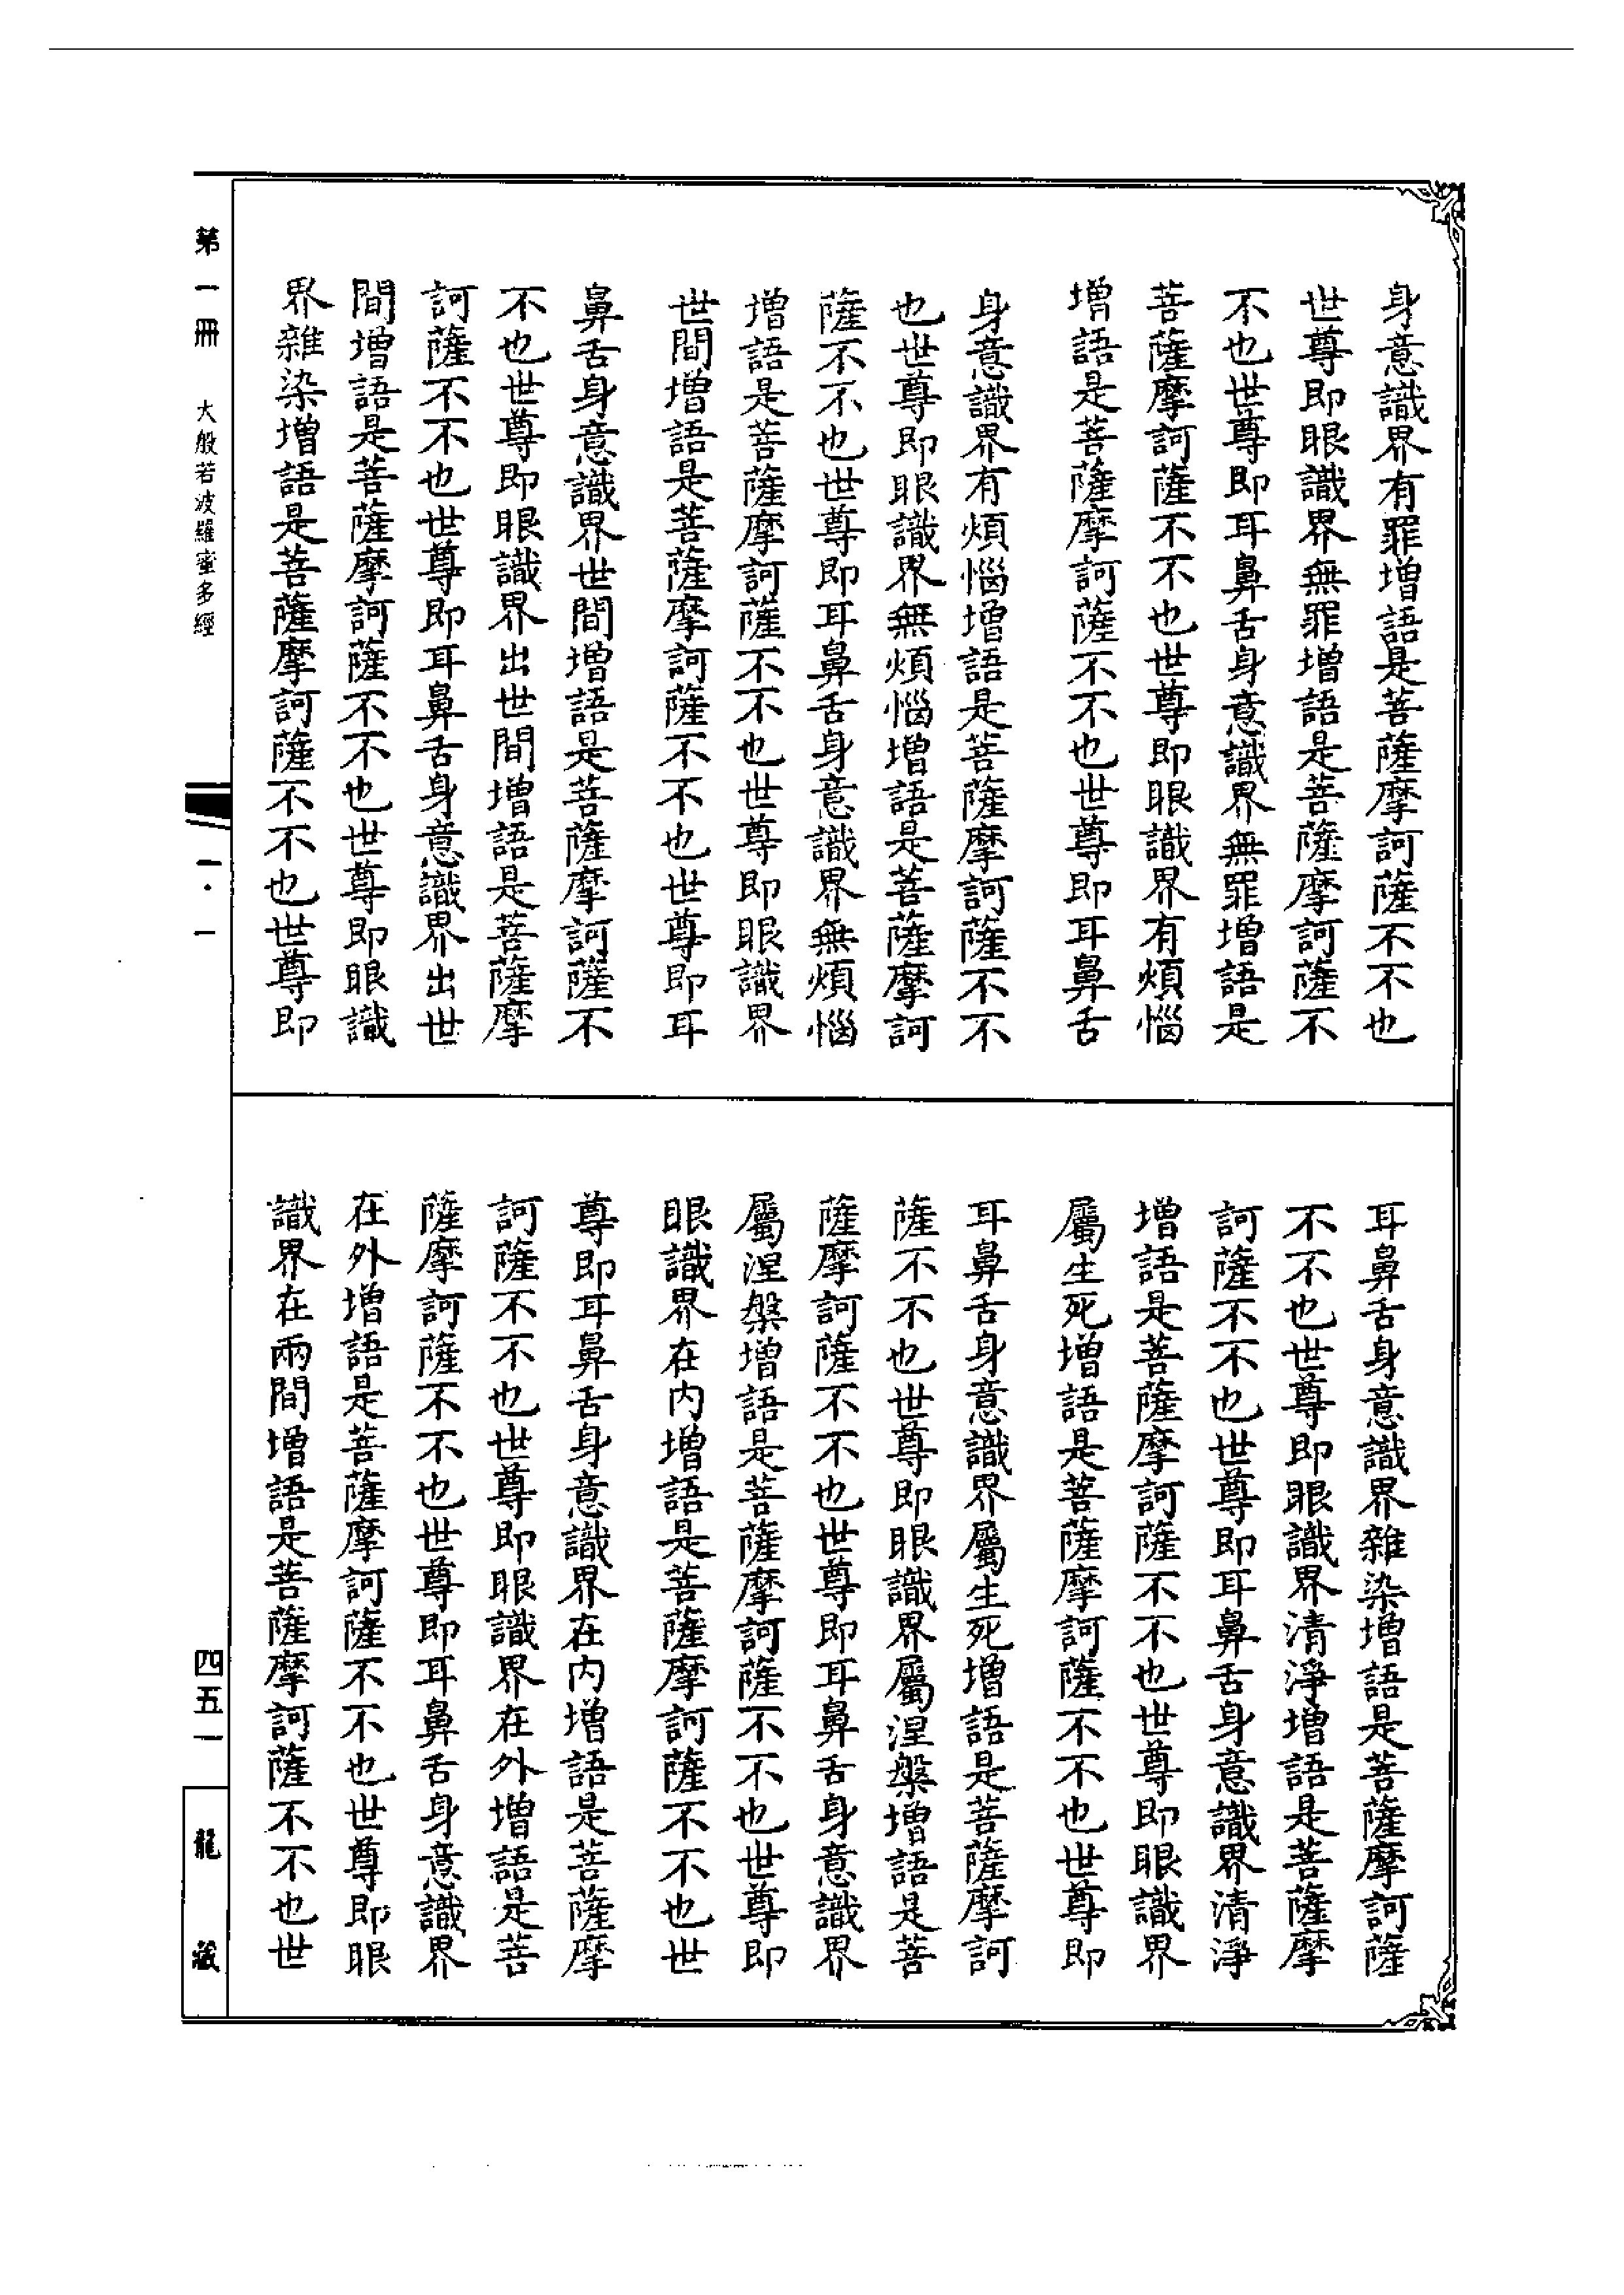 身意識界有罪增語是菩薩摩訶薩不不也
世尊即眼識界無罪增語是菩薩摩訶薩不
不也世尊即耳鼻舌身意識界無罪增語是
菩薩摩訶薩不不也世尊即眼識界有煩惱
增語是菩薩摩訶薩不不也世尊即耳鼻舌
身意識界有煩惱增語是菩薩摩訶薩不不
也世尊即眼識界無煩惱增語是菩薩摩訶
薩不不也世尊即耳鼻舌身意識界無煩惱
增語是菩薩摩訶薩不不也世尊即眼識界
世間增語是菩薩摩訶薩不不也世尊即耳
鼻舌身意識界世間增語是菩薩摩訶薩不
不也世尊即眼識界出世間增語是菩薩摩
訶薩不不也世尊即耳鼻舌身意識界出世
間增語是菩薩摩訶薩不不也世尊即眼識
界雜染增語是菩薩摩訶薩不不也世尊即
耳鼻舌身意識界雜染增語是菩薩摩訶薩
不不也世尊即眼識界清淨增語是菩薩摩
訶薩不不也世尊即耳鼻舌身意識界清淨
增語是菩薩摩訶薩不不也世尊即眼識界
屬生死增語是菩薩摩訶薩不不也世尊即
耳鼻舌身意識界屬生死增語是菩薩摩訶
薩不不也世尊即眼識界屬涅槃增語是菩
薩摩訶薩不不也世尊即耳鼻舌身意識界
屬涅槃增語是菩薩摩訶薩不不也世尊即
眼識界在内增語是菩薩摩訶薩不不也世
尊即耳鼻舌身意識界在内增語是菩薩摩
訶薩不不也世尊即眼識界在外增語是菩
薩摩訶薩不不也世尊即耳鼻舌身意識界
在外增語是菩薩摩訶薩不不也世尊即眼
識界在兩間增語是菩薩摩訶薩不不也世
第一冊 大般若波羅蜜多經 一·一 四五一 龍藏